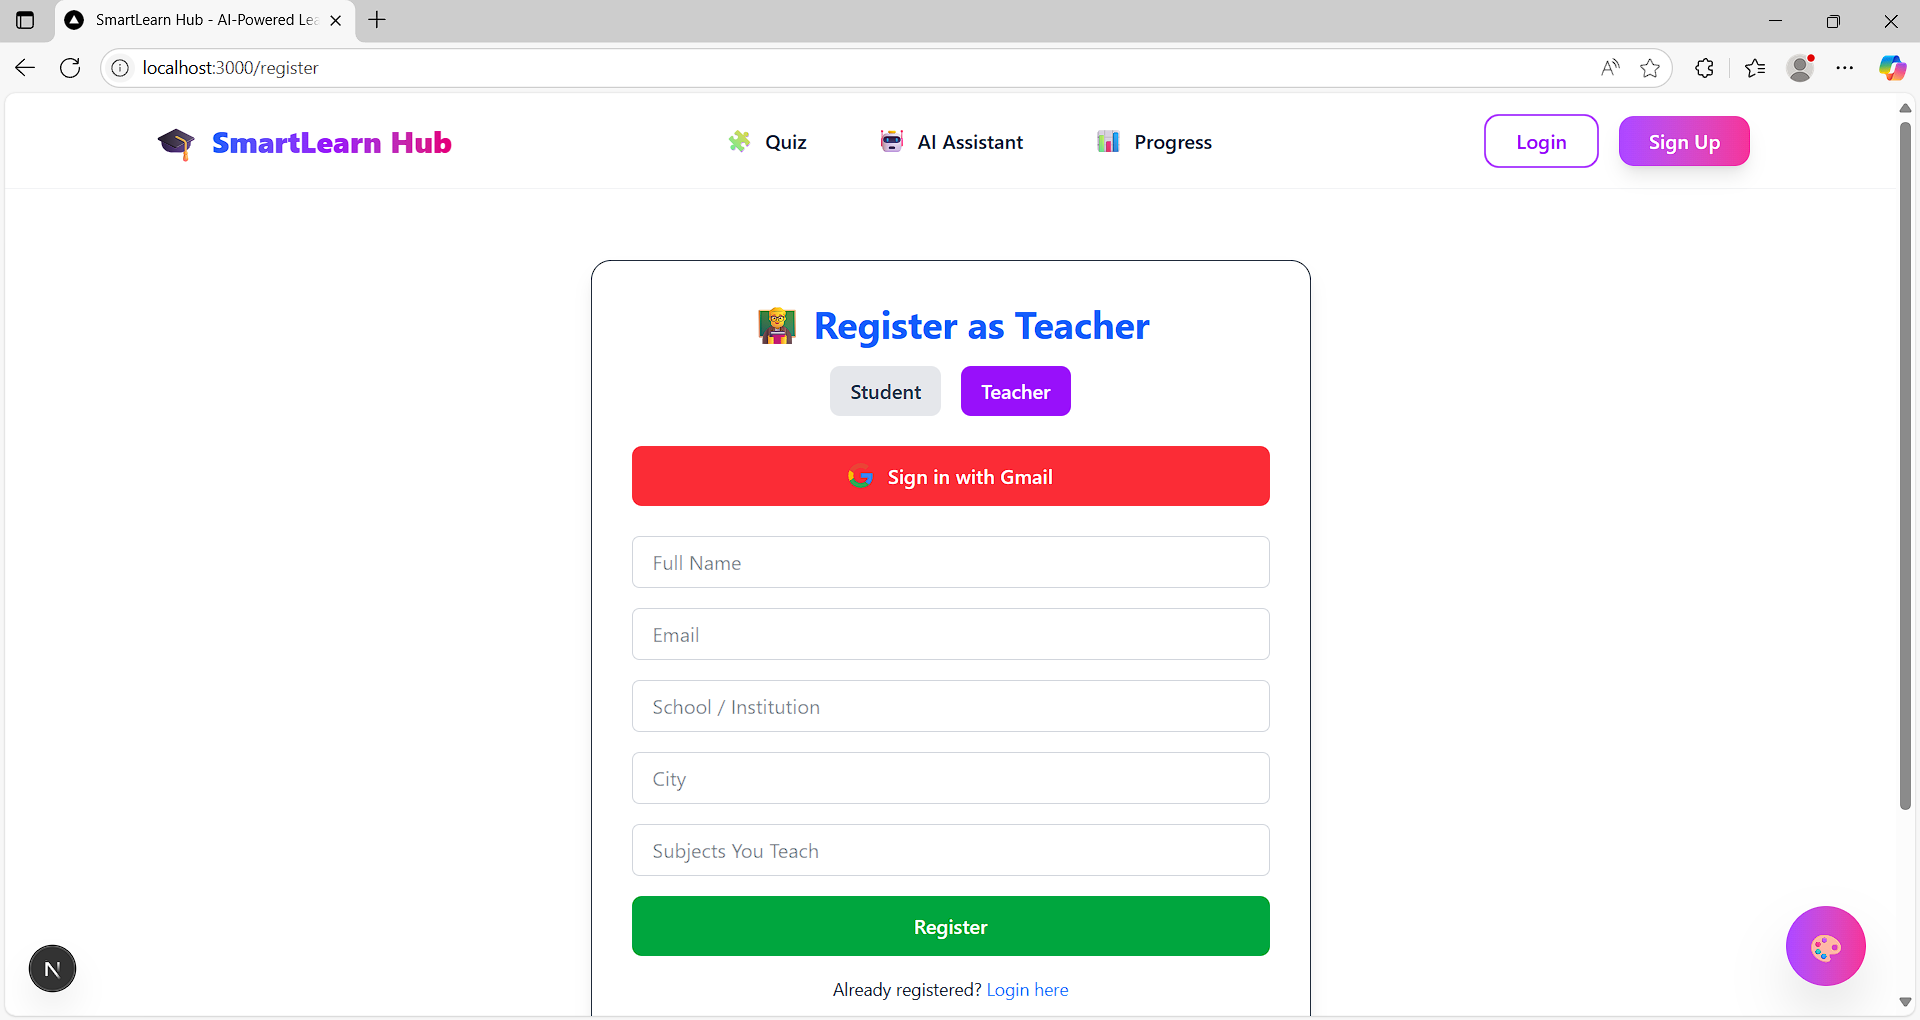 SmartLearn Hub - AI-Powered Lea
localhost:3000/register
SmartLearn Hub
Quiz
AI Assistant
Progress
Login
Sign Up
Register as Teacher
Student
Teacher
Sign in with Gmail
Full Name
Email
School / Institution
City
Subjects You Teach
Register
Already registered? Login here
N